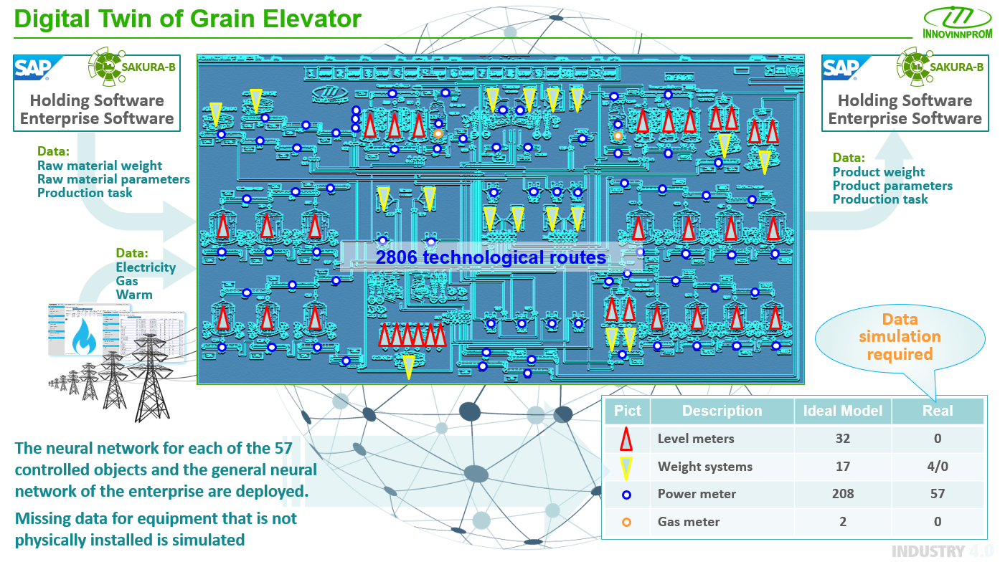 Digital Twin of Grain Elevator
INNOVINNPROM
SAP
SAKURA-B
Holding Software
Enterprise Software
Data:
Raw material weight
Raw material parameters
Production task
Data:
Electricity
Gas
Warm
2806 technological routes
SAP
SAKURA-B
Holding Software
Enterprise Software
Data:
Product weight
Product parameters
Production task
Data
simulation
required
The neural network for each of the 57
controlled objects and the general neural
network of the enterprise are deployed.
Missing data for equipment that is not
physically installed is simulated
Pict Description Ideal Model Real
Level meters 32 0
Weight systems 17 4/0
Power meter 208 57
Gas meter 2 0
INDUSTRY 4.0